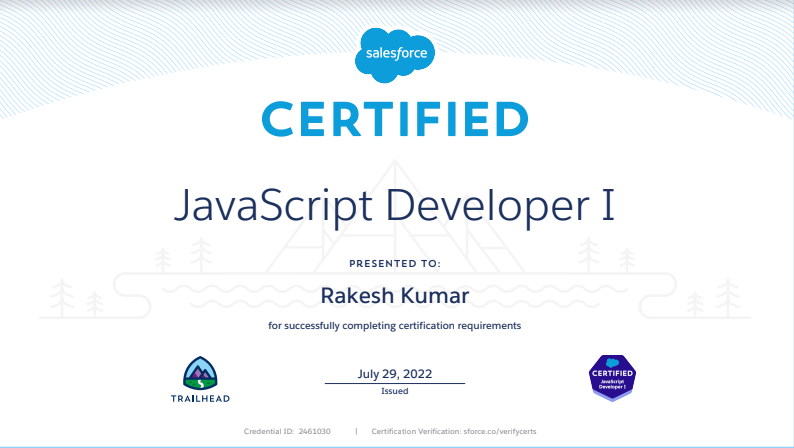 salesforce
CERTIFIED
JavaScript Developer I
PRESENTED TO:
Rakesh Kumar
for successfully completing certification requirements
July 29, 2022
Issued
TRAILHEAD
CERTIFIED
JavaScript
Developer I
Credential ID: 2461030 | Certification Verification: sforce.co/verifycerts